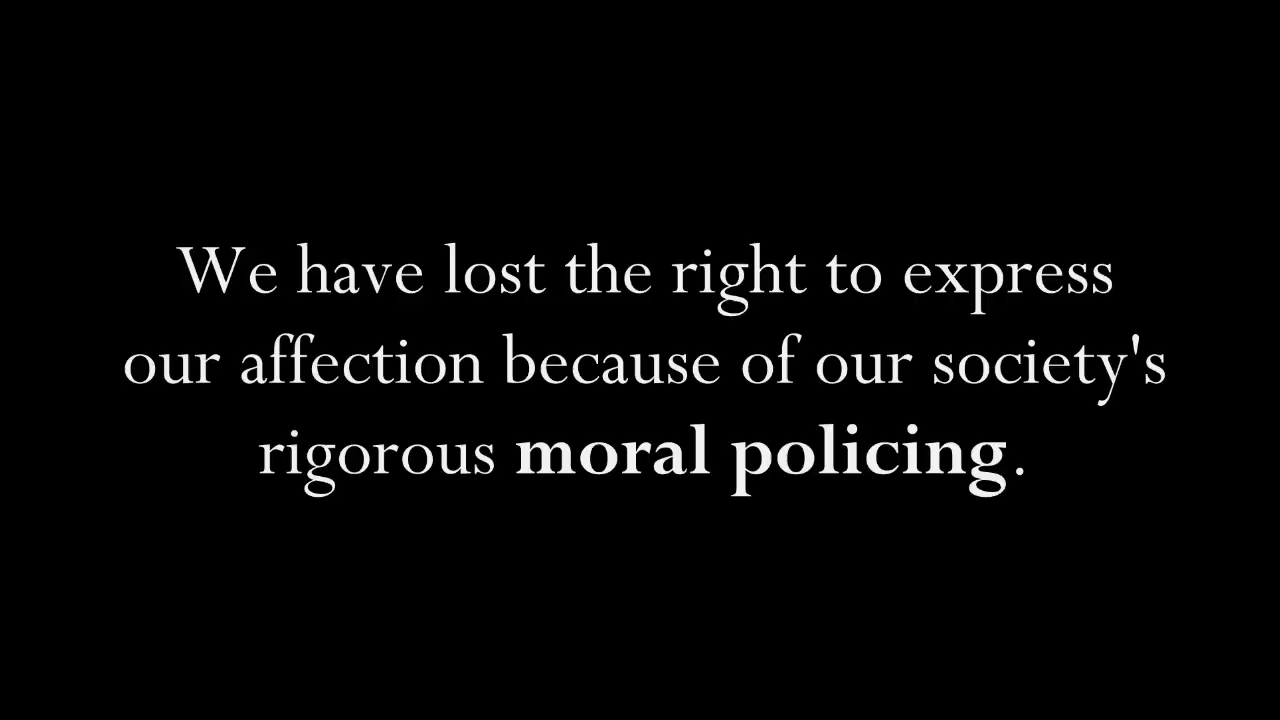 We have lost the right to express
our affection because of our society's
rigorous moral policing.